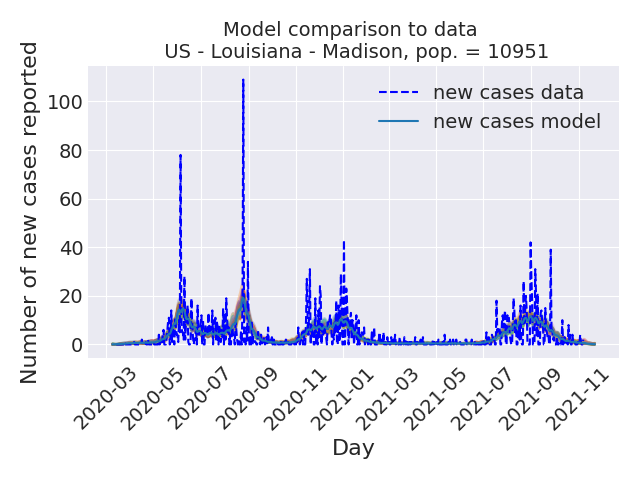 Model comparison to data
US - Louisiana - Madison, pop. = 10951
Number of new cases reported
100
80
60
40
20
0
new cases data
new cases model
2020-03
2020-05
2020-07
2020-09
2020-11
2021-01
2021-03
2021-05
2021-07
2021-09
2021-11
Day